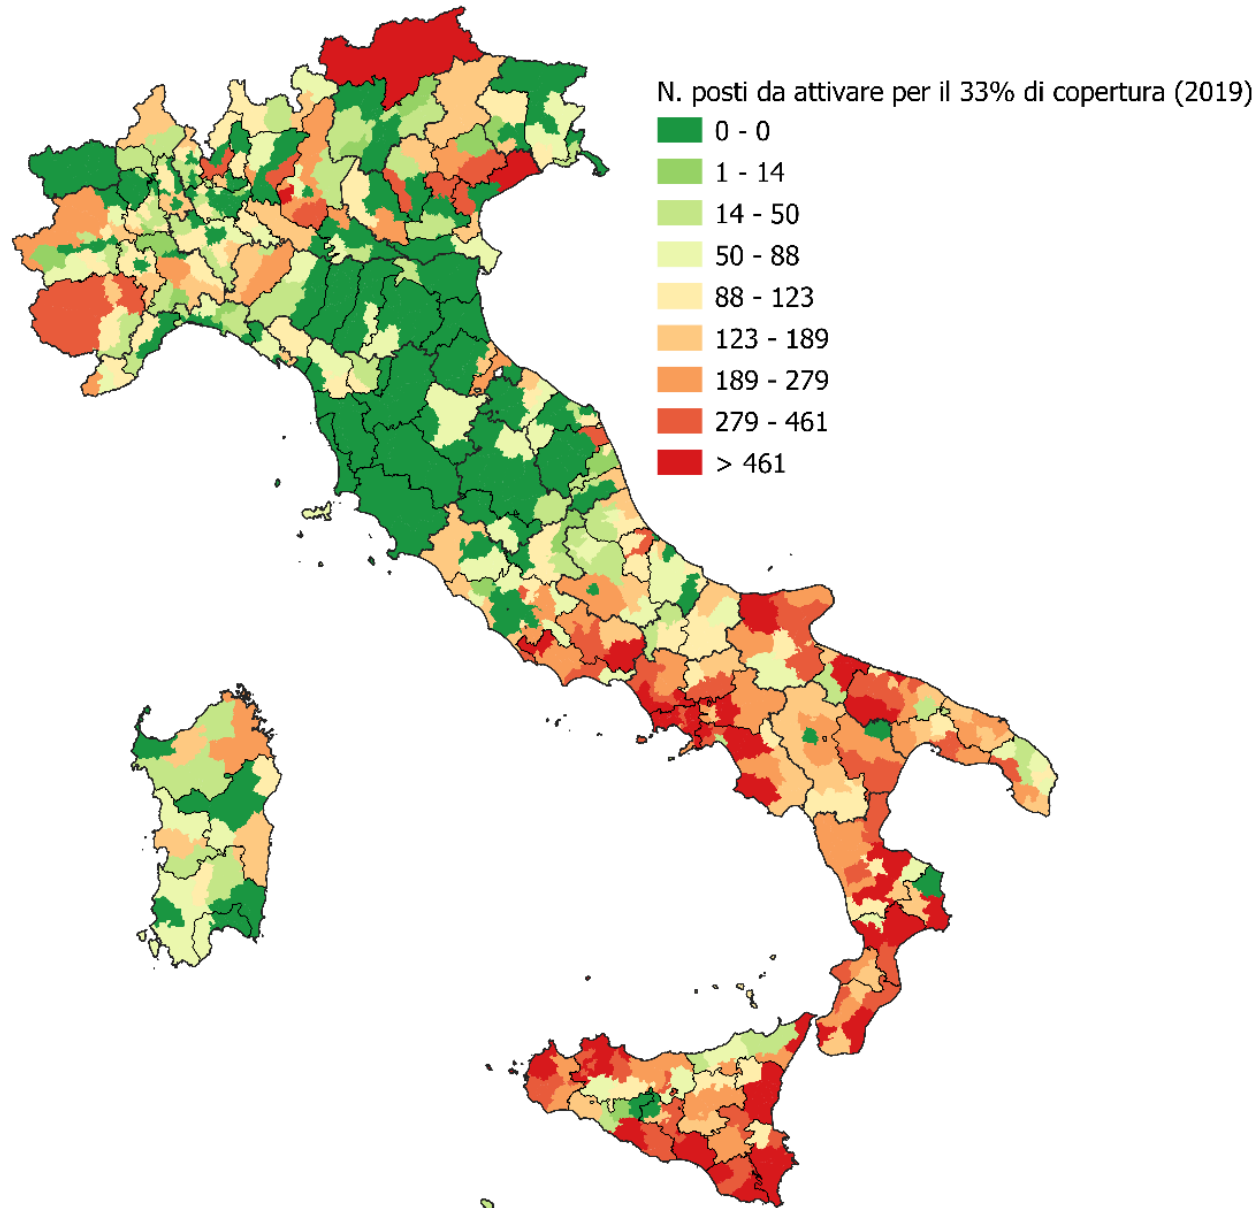 N. posti da attivare per il 33% di copertura (2019)
0 - 0
1 - 14
14 - 50
50 - 88
88 - 123
123 - 189
189 - 279
279 - 461
> 461